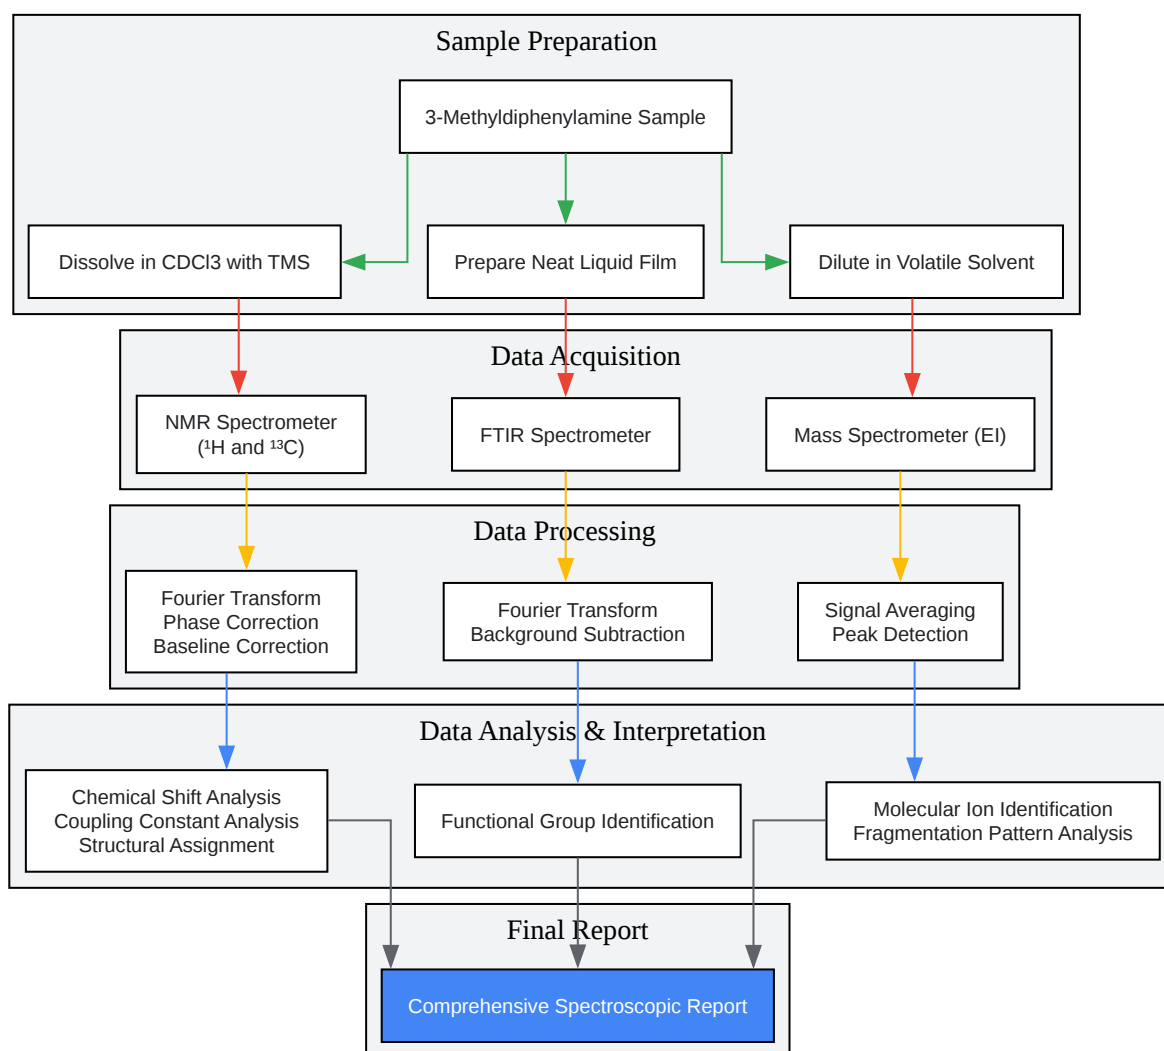 Sample Preparation
3-Methyldiphenylamine Sample
Dissolve in CDCl3 with TMS
Prepare Neat Liquid Film
Dilute in Volatile Solvent
Data Acquisition
NMR Spectrometer
(¹H and ¹³C)
FTIR Spectrometer
Mass Spectrometer (EI)
Data Processing
Fourier Transform
Phase Correction
Baseline Correction
Fourier Transform
Background Subtraction
Signal Averaging
Peak Detection
Data Analysis & Interpretation
Chemical Shift Analysis
Coupling Constant Analysis
Structural Assignment
Functional Group Identification
Molecular Ion Identification
Fragmentation Pattern Analysis
Final Report
Comprehensive Spectroscopic Report